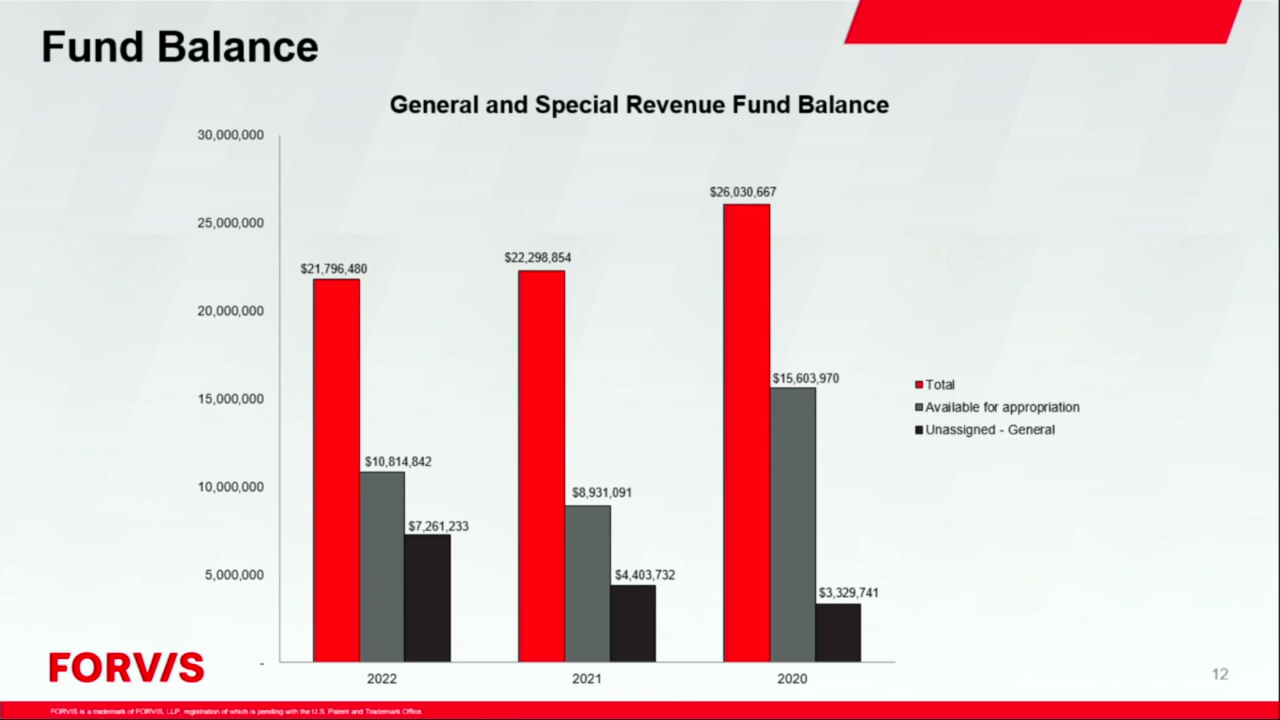 Fund Balance
General and Special Revenue Fund Balance
30,000,000
25,000,000
20,000,000
15,000,000
10,000,000
5,000,000
-
$21,796,480
$10,814,842
$7,261,233
$22,298,854
$8,931,091
$4,403,732
$26,030,667
$15,603,970
$3,329,741
2022
2021
2020
Total
Available for appropriation
Unassigned - General
FORVIS
12
FORVIS is a trademark of FORVIS, LLP, registration of which is pending with the U.S. Patent and Trademark Office.